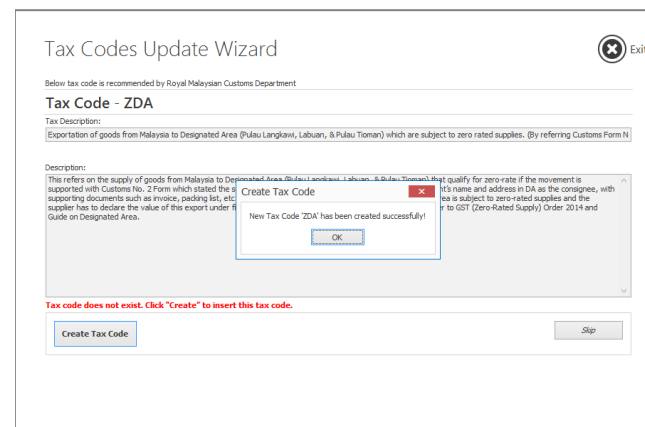 Tax Codes Update Wizard
Exit
Below tax code is recommended by Royal Malaysian Customs Department
Tax Code - ZDA
Tax Description:
Exportation of goods from Malaysia to Designated Area (Pulau Langkawi, Labuan, & Pulau Tioman) which are subject to zero rated supplies. (By referring Customs Form N
Description:
This refers on the supply of goods from Malaysia to Designated Area (Pulau Langkawi, Labuan, & Pulau Tioman) that qualify for zero-rate if the movement is
supported with Customs No. 2 Form which stated the s nt's name and address in DA as the consignee, with
supporting documents such as invoice, packing list, etc. ea is subject to zero-rated supplies and the
supplier has to declare the value of this export under fi er to GST (Zero-Rated Supply) Order 2014 and
Guide on Designated Area.
Create Tax Code
New Tax Code 'ZDA' has been created successfully!
OK
Tax code does not exist. Click "Create" to insert this tax code.
Create Tax Code
Skip